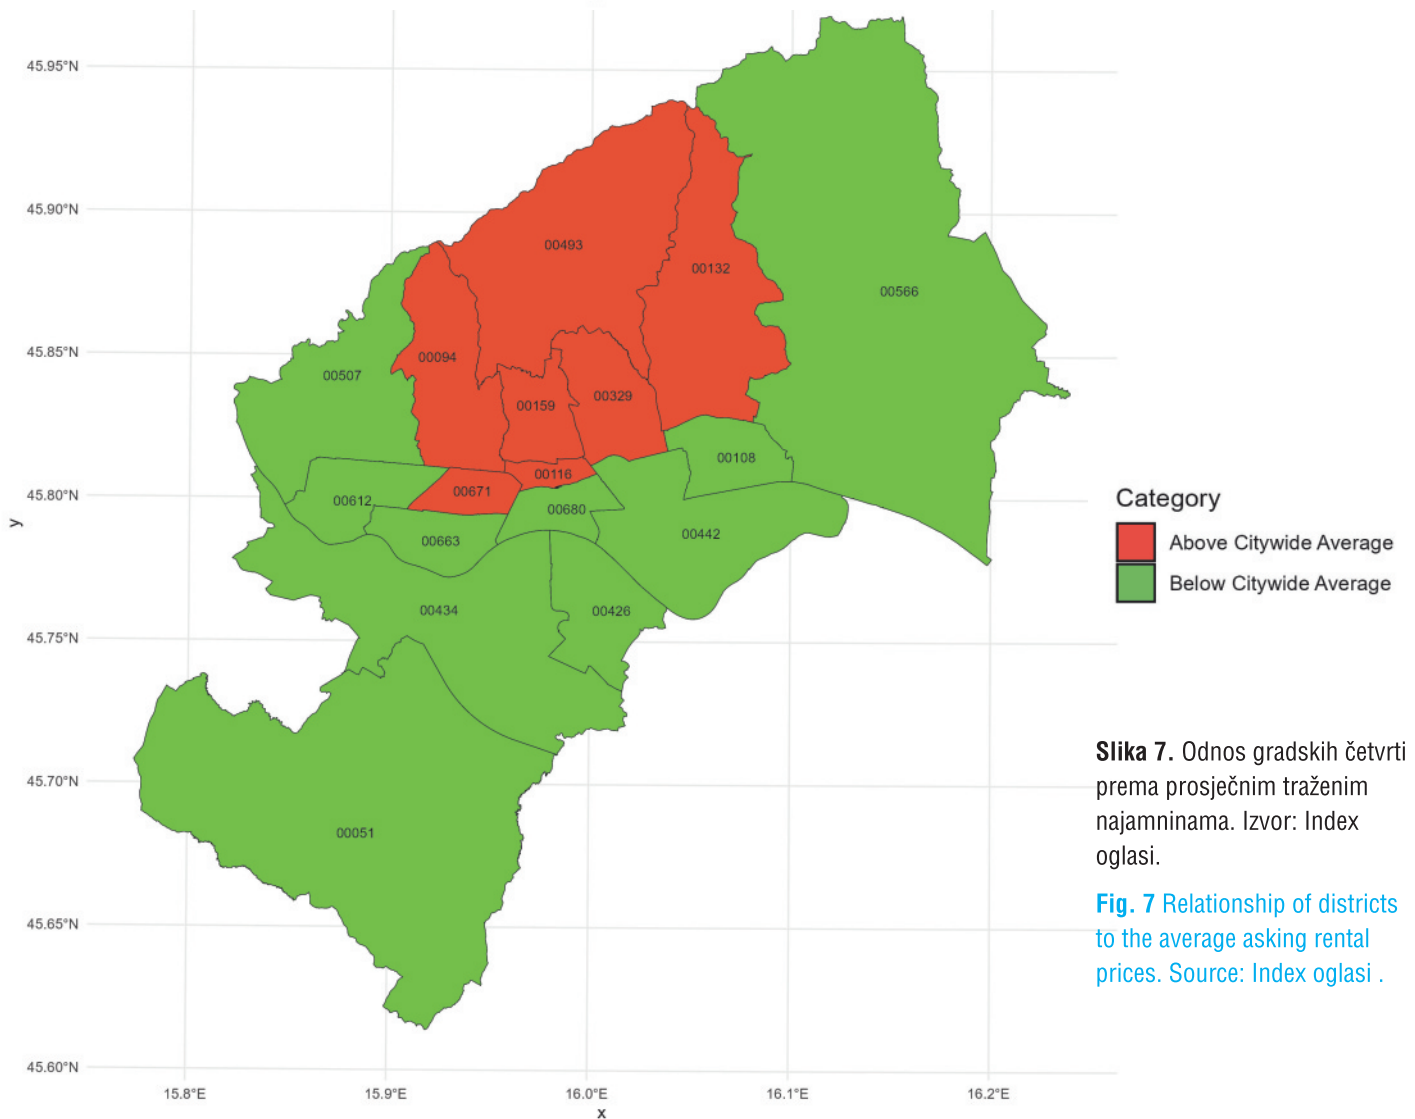 45.95°N
45.90°N
45.85°N
45.80°N
45.75°N
45.70°N
45.65°N
45.60°N
y
15.8°E
15.9°E
16.0°E
16.1°E
16.2°E
x
00493
00132
00566
00094
00507
00159
00329
00108
00116
00671
00612
00680
00663
00442
00434
00426
00051
Category
Above Citywide Average
Below Citywide Average
Slika 7. Odnos gradskih četvrti
prema prosječnim traženim
najamninama. Izvor: Index
oglasi.
Fig. 7 Relationship of districts
to the average asking rental
prices. Source: Index oglasi .